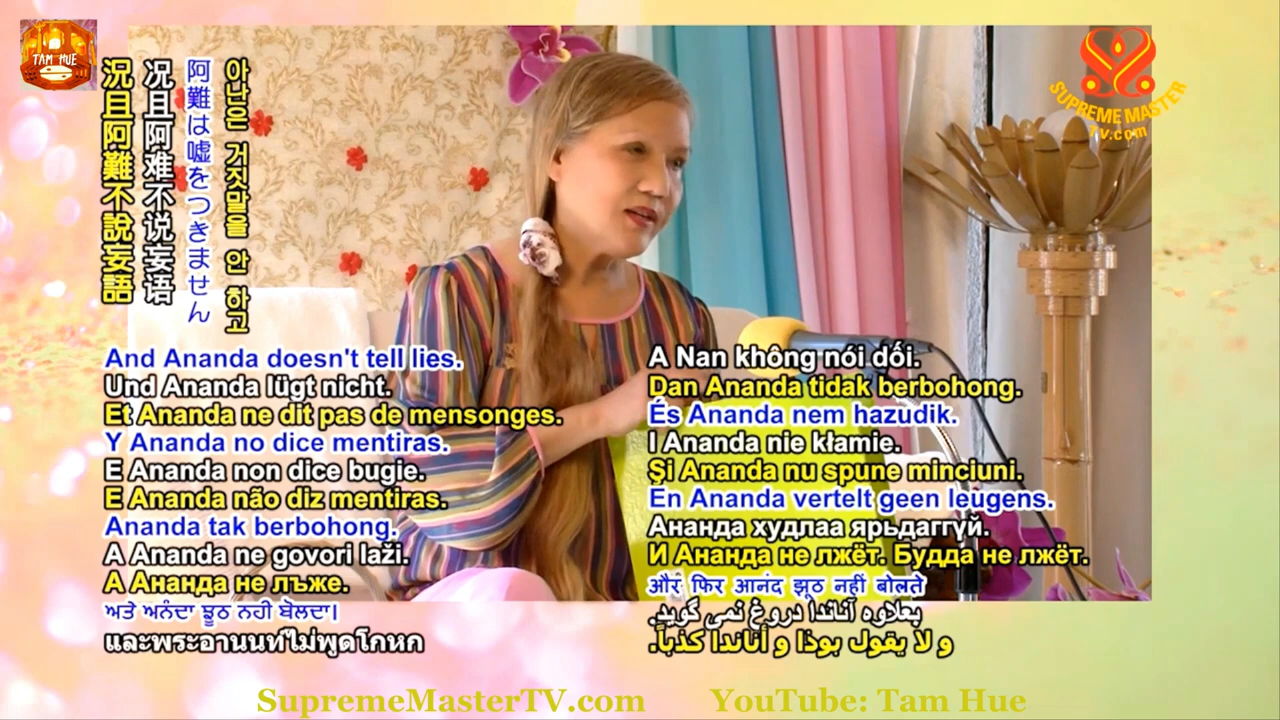 TAM HUE
SUPREME MASTER
TV.com
況且阿難不說妄語
况且阿难不说妄语
阿難は嘘をつきません
아난은 거짓말을 안 하고
And Ananda doesn't tell lies.
Und Ananda lügt nicht.
Et Ananda ne dit pas de mensonges.
Y Ananda no dice mentiras.
E Ananda non dice bugie.
E Ananda não diz mentiras.
Ananda tak berbohong.
A Ananda ne govori laži.
А Ананда не лъже.
ਅਤੇ ਅਨੰਦਾ ਝੂਠ ਨਹੀ ਬੋਲਦਾ।
และพระอานนท์ไม่พูดโกหก
A Nan không nói dối.
Dan Ananda tidak berbohong.
És Ananda nem hazudik.
I Ananda nie kłamie.
Şi Ananda nu spune minciuni.
En Ananda vertelt geen leugens.
Ананда худлаа ярьдаггүй.
И Ананда не лжёт. Будда не лжёт.
और फिर आनंद झूठ नहीं बोलते
بعلاوه آناندا دروغ نمی گوید.
و لا يقول بوذا و أناندا كذباً.
SupremeMasterTV.com
YouTube: Tam Hue